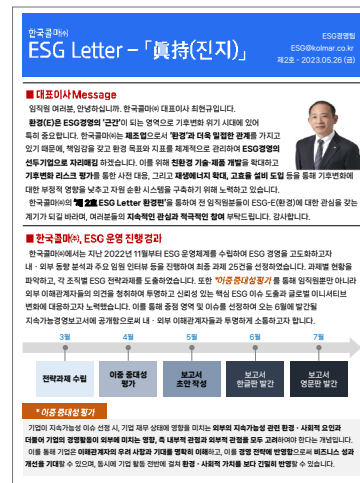 한국콜마㈜
ESG Letter – 「眞持(진지)」
ESG경영팀
ESG@kolmar.co.kr
제2호 · 2023.05.26 (금)
■ 대표이사 Message
임직원 여러분, 안녕하십니까. 한국콜마㈜ 대표이사 최현규입니다.
환경(E)은 ESG경영의 '근간'이 되는 영역으로 기후변화 위기 시대에 있어
특히 중요합니다. 한국콜마㈜는 제조업으로서 '환경'과 더욱 밀접한 관계를 가지고
있기 때문에, 책임감을 갖고 환경 목표와 지표를 체계적으로 관리하여 ESG경영의
선두기업으로 자리매김 하겠습니다. 이를 위해 친환경 기술·제품 개발을 확대하고
기후변화 리스크 평가를 통한 사전 대응, 그리고 재생에너지 확대, 고효율 설비 도입 등을 통해 기후변화에
대한 부정적 영향을 낮추고 자원 순환 시스템을 구축하기 위해 노력하고 있습니다.
한국콜마㈜의 '제 2호 ESG Letter 환경편'을 통하여 전 임직원분들이 ESG-E(환경)에 대한 관심을 갖는
계기가 되길 바라며, 여러분들의 지속적인 관심과 적극적인 참여 부탁드립니다. 감사합니다.
■ 한국콜마㈜, ESG 운영 진행경과
한국콜마㈜에서는 지난 2022년 11월부터 ESG 운영체계를 수립하여 ESG 경영을 고도화하고자
내 · 외부 동향 분석과 주요 임원 인터뷰 등을 진행하여 최종 과제 25건을 선정하였습니다. 과제별 현황을
파악하고, 각 조직별 ESG 전략과제를 도출하였습니다. 또한 *이중중대성평가를 통해 임직원뿐만 아니라
외부 이해관계자들의 의견을 청취하여 투명하고 신뢰성 있는 핵심 ESG 이슈 도출과 글로벌 이니셔티브
변화에 대응하고자 노력했습니다. 이를 통해 중점 영역 및 이슈를 선정하여 오는 6월에 발간될
지속가능경영보고서에 공개함으로써 내 · 외부 이해관계자들과 투명하게 소통하고자 합니다.
3월
4월
5월
6월
7월
전략과제 수립
이중 중대성
평가
보고서
초안 작성
보고서
한글판 발간
보고서
영문판 발간
* 이중중대성 평가
기업이 지속가능성 이슈 선정 시, 기업 재무 상태에 영향을 미치는 외부의 지속가능성 관련 환경 · 사회적 요인과
더불어 기업의 경영활동이 외부에 미치는 영향, 즉 내부적 관점과 외부적 관점을 모두 고려하여야 한다는 개념입니다.
이를 통해 기업은 이해관계자의 우려 사항과 기대를 명확히 이해하고, 이를 경영 전략에 반영함으로써 비즈니스 성과
개선을 기대할 수 있으며, 동시에 기업 활동 전반에 걸쳐 환경 · 사회적 가치를 보다 긴밀히 반영할 수 있습니다.